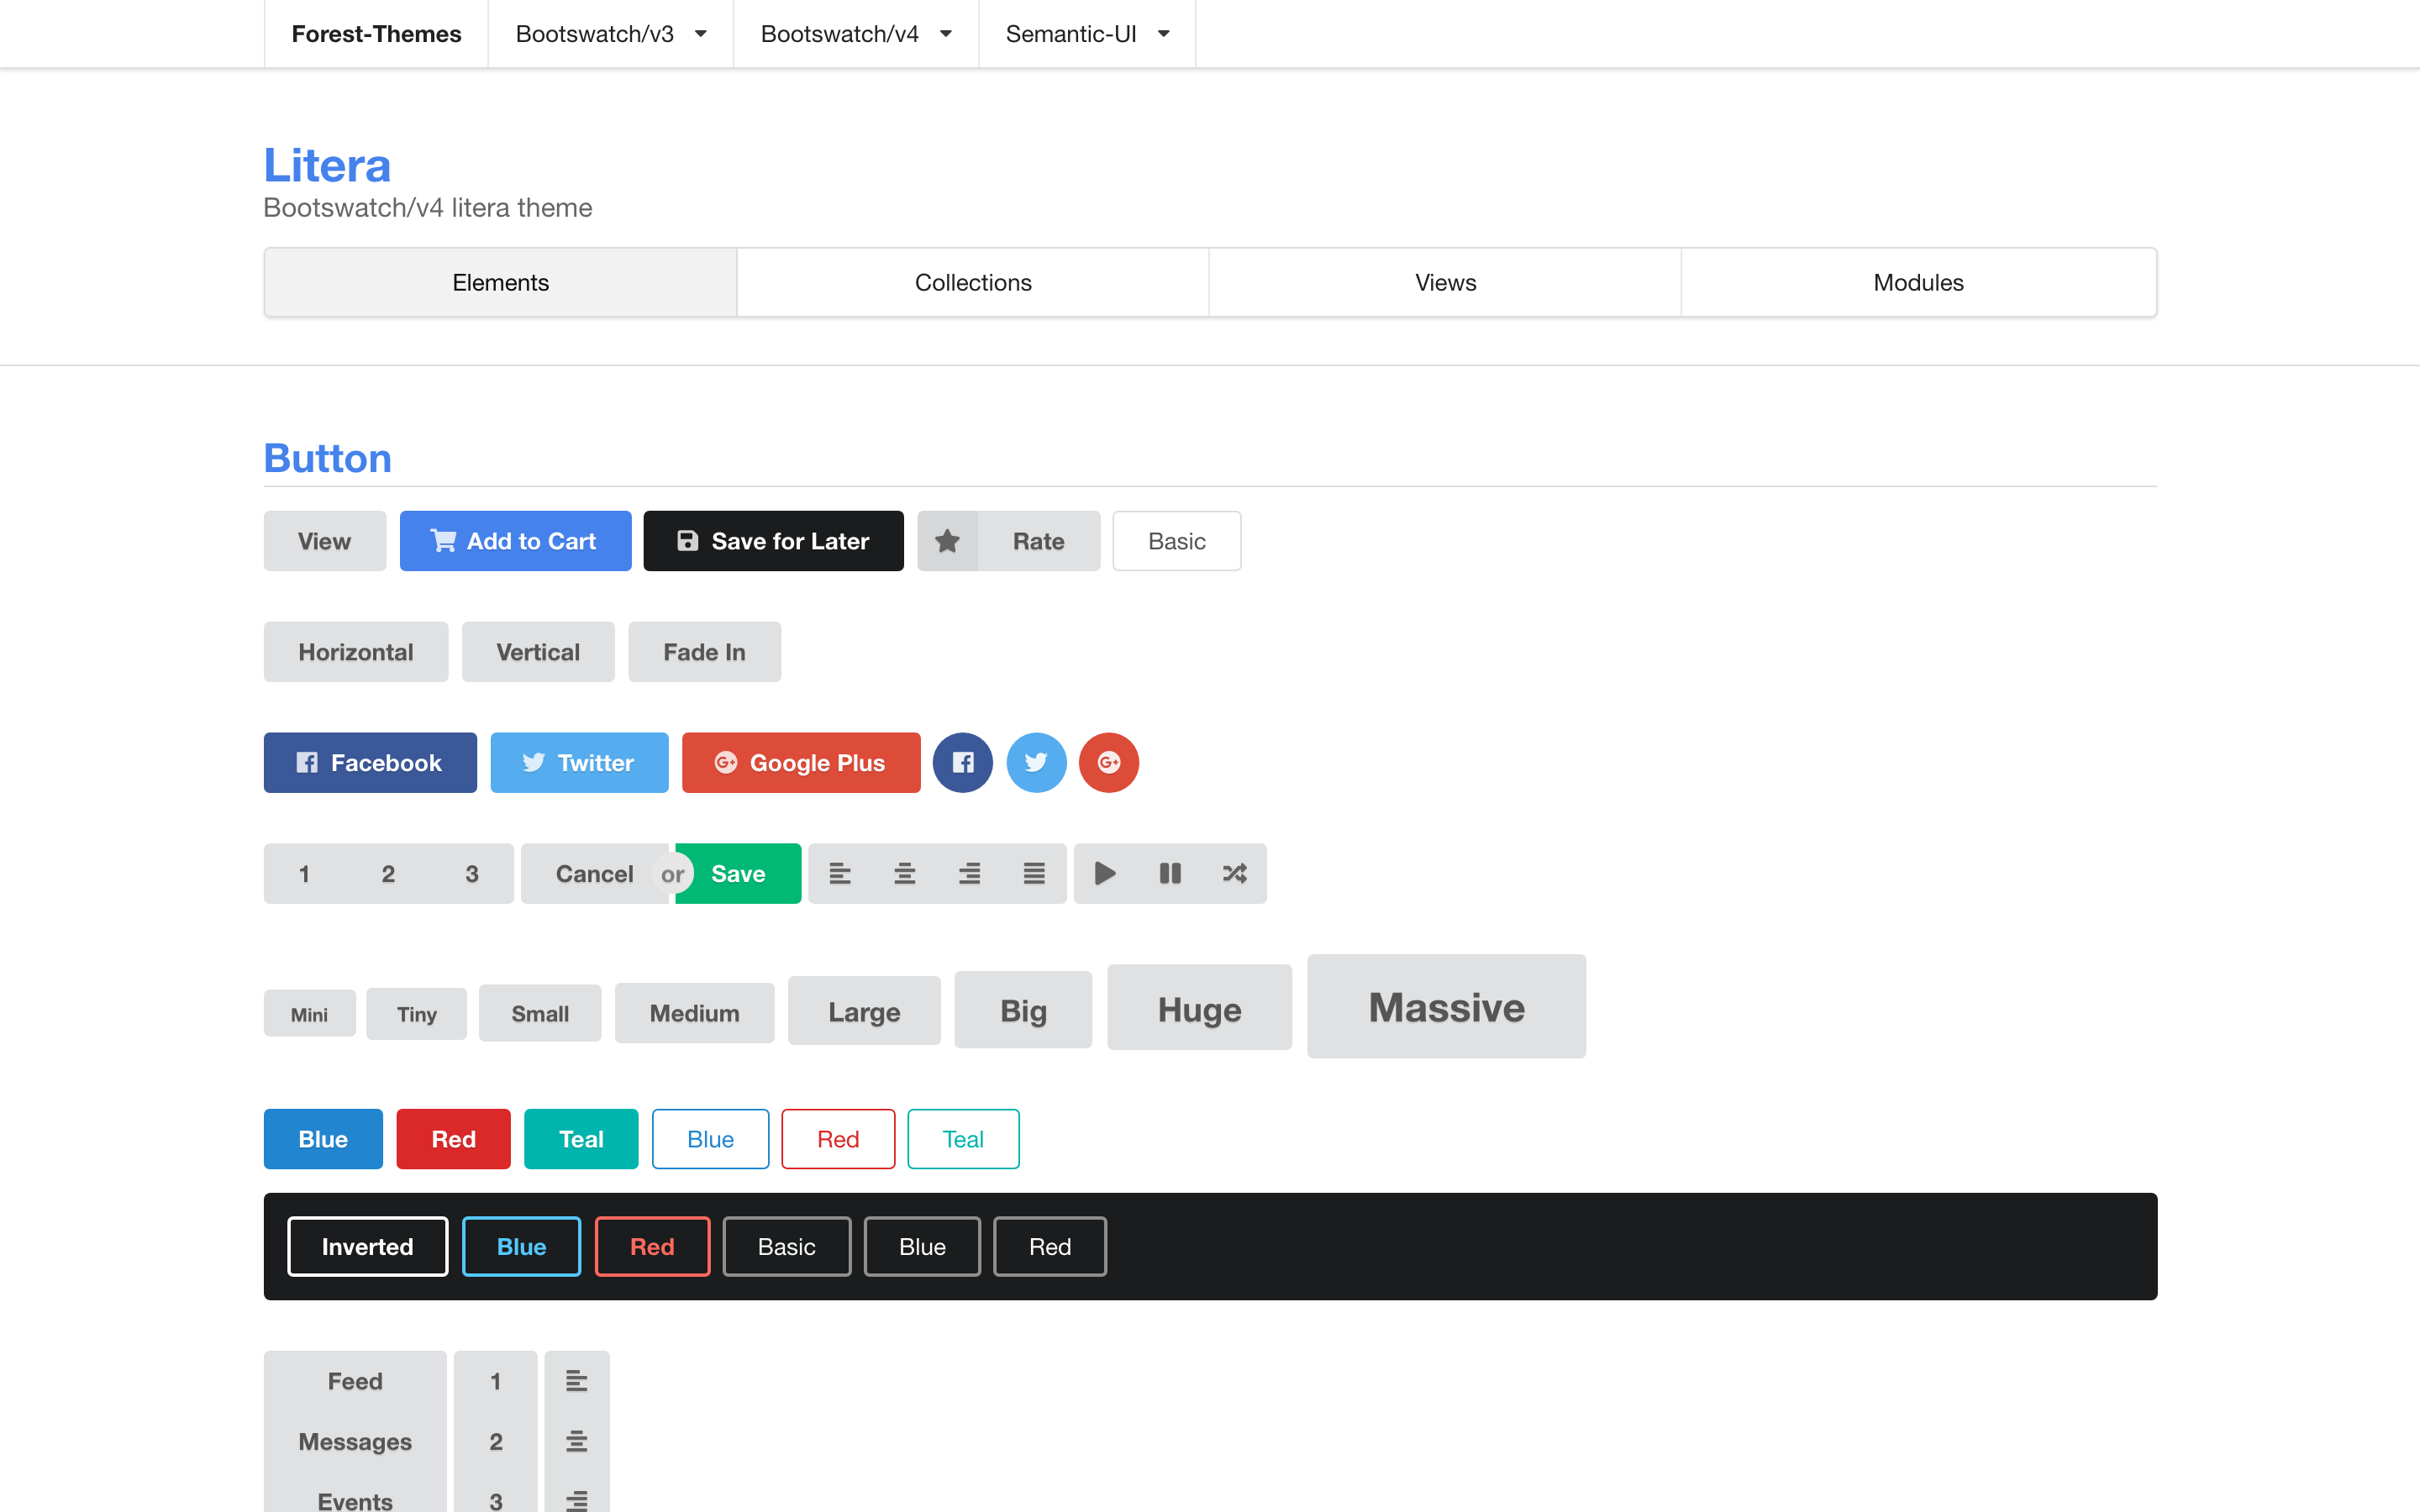 Forest-Themes Bootswatch/v3 Bootswatch/v4 Semantic-UI
Litera
Bootswatch/v4 litera theme
Elements Collections Views Modules
Button
View Add to Cart Save for Later Rate Basic
Horizontal Vertical Fade In
Facebook Twitter Google Plus
1 2 3 Cancel or Save
Mini Tiny Small Medium Large Big Huge Massive
Blue Red Teal Blue Red Teal
Inverted Blue Red Basic Blue Red
Feed 1
Messages 2
Events 3